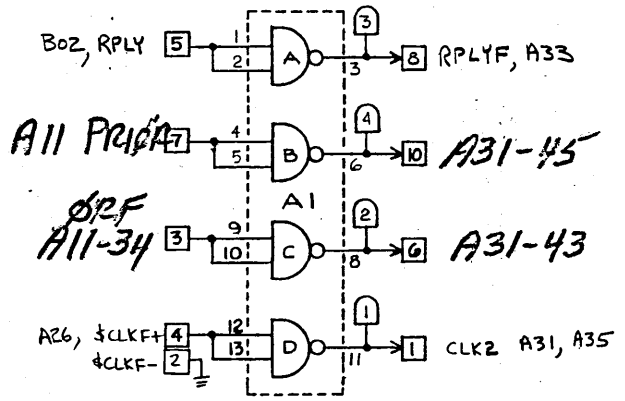 3
B02, RPLY 5 1 2 A 3 8 RPLYF, A33
4
A11 PRIØR 7 4 5 B 6 10 A31-45
A1
ØRF
2
A11-34 3 9 10 C 8 6 A31-43
1
A26, $CLKF+ 4 12 13 D 11 1 CLK2 A31, A35
$CLKF- 2